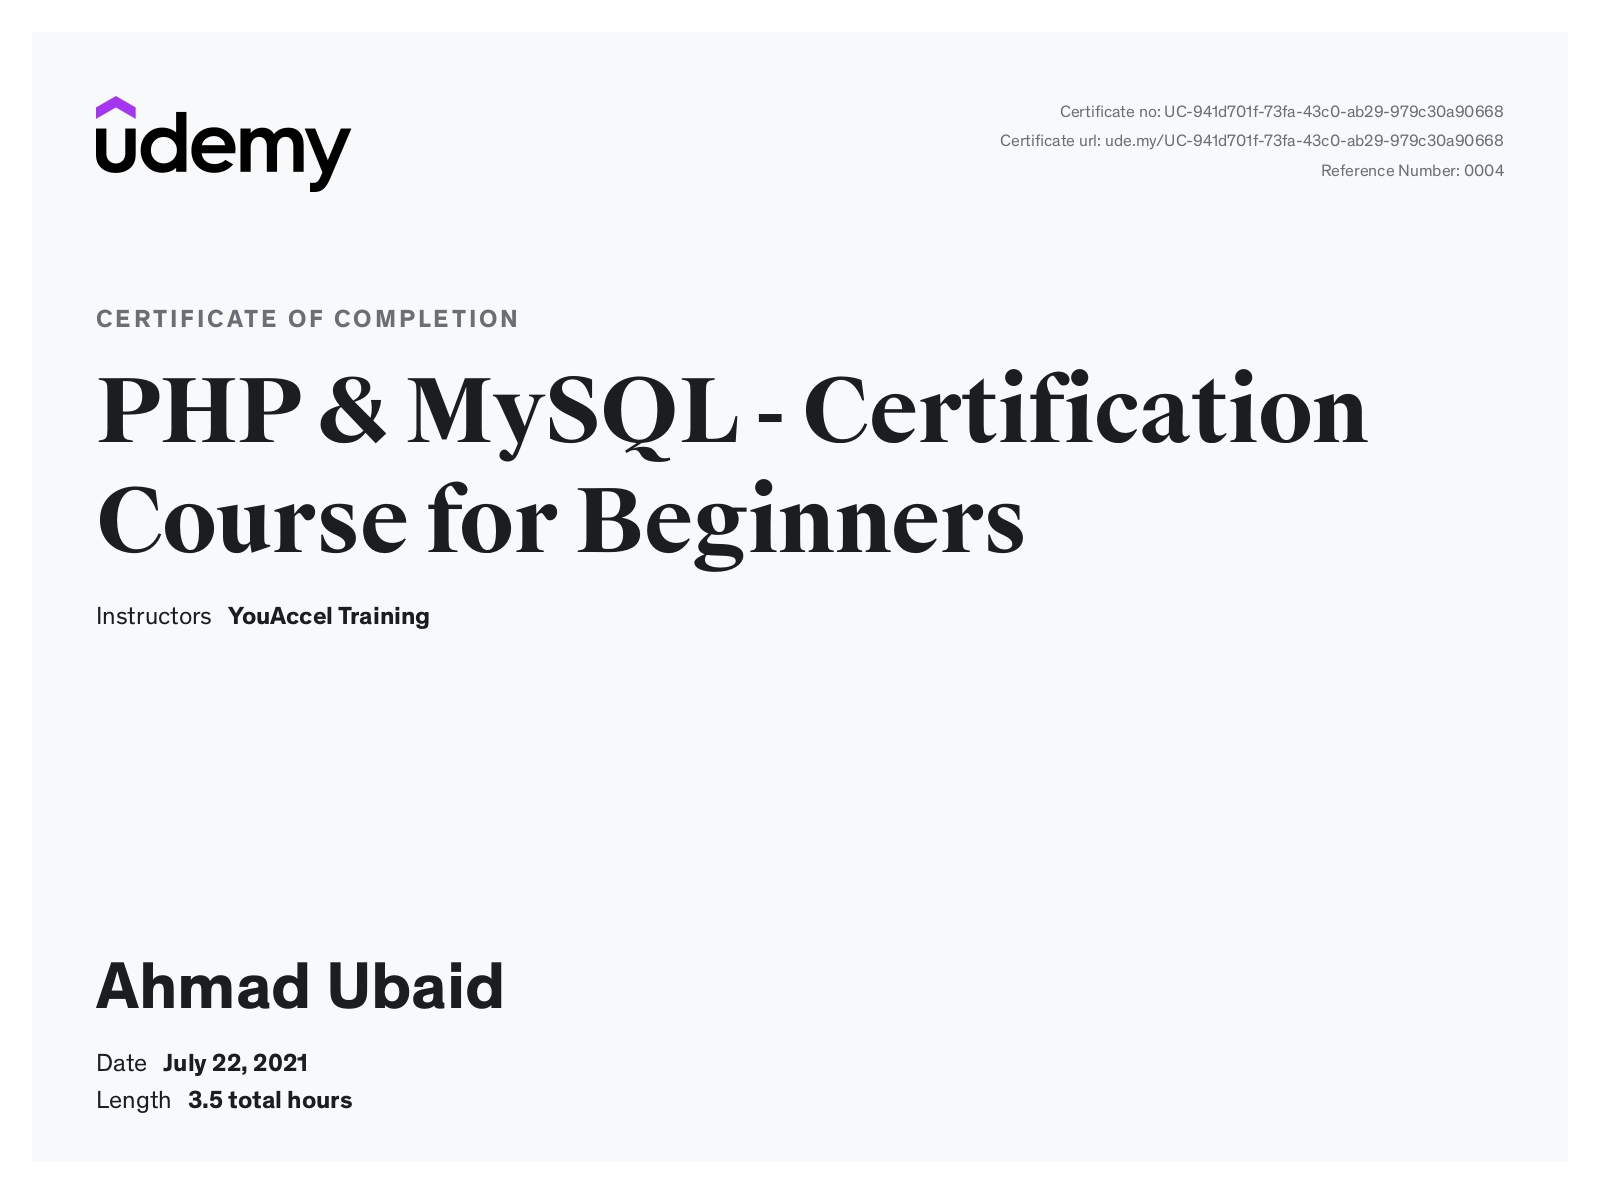 udemy
Certificate no: UC-941d701f-73fa-43c0-ab29-979c30a90668
Certificate url: ude.my/UC-941d701f-73fa-43c0-ab29-979c30a90668
Reference Number: 0004
CERTIFICATE OF COMPLETION
PHP & MySQL - Certification
Course for Beginners
Instructors YouAccel Training
Ahmad Ubaid
Date July 22, 2021
Length 3.5 total hours